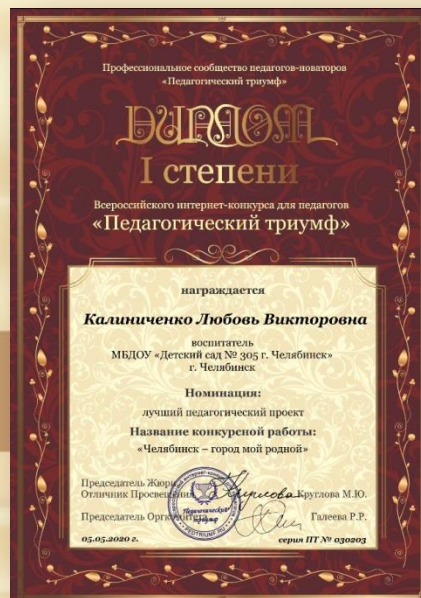 Профессиональное сообщество педагогов-новаторов
«Педагогический триумф»
ДИПЛОМ
I степени
Всероссийского интернет-конкурса для педагогов
«Педагогический триумф»
награждается
Калиниченко Любовь Викторовна
воспитатель
МБДОУ «Детский сад № 305 г. Челябинск»
г. Челябинск
Номинация:
лучший педагогический проект
Название конкурсной работы:
«Челябинск – город мой родной»
Председатель Жюри
Отличник Просвещения Круглова М.Ю.
Председатель Галеева Р.Р.
Педагогический триумф
05.05.2020 г. серия ПТ № 030203